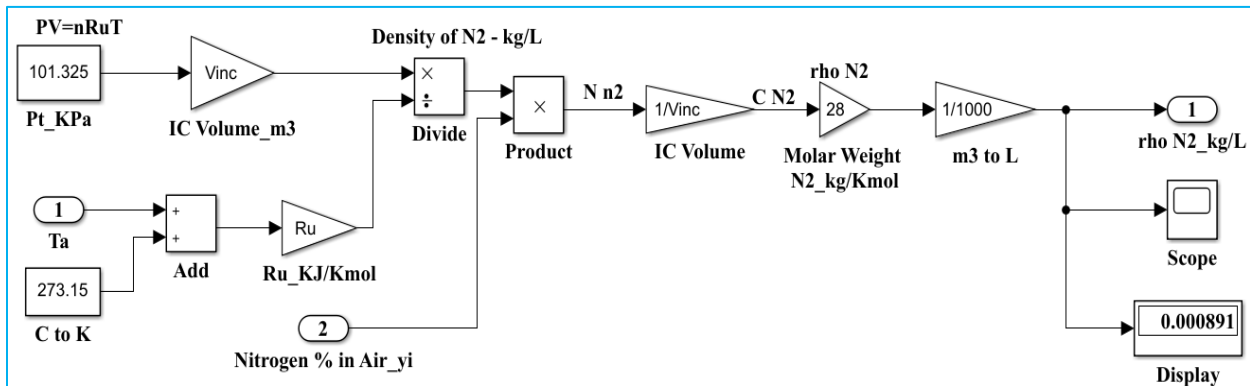 PV=nRuT
101.325
Pt_KPa
Vinc
IC Volume_m3
Density of N2 - kg/L
×
÷
Divide
×
Product
N n2
1/Vinc
IC Volume
C N2
rho N2
28
Molar Weight
N2_kg/Kmol
1/1000
m3 to L
1
rho N2_kg/L
1
Ta
+
+
Add
Ru
Ru_KJ/Kmol
273.15
C to K
2
Nitrogen % in Air_yi
Scope
0.000891
Display